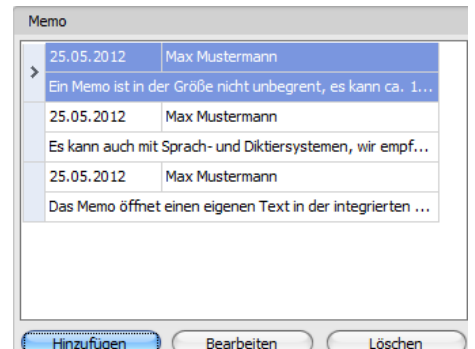 Memo
25.05.2012 Max Mustermann
Ein Memo ist in der Größe nicht unbegrent, es kann ca. 1...
25.05.2012 Max Mustermann
Es kann auch mit Sprach- und Diktiersystemen, wir empf...
25.05.2012 Max Mustermann
Das Memo öffnet einen eigenen Text in der integrierten ...
Hinzufügen Bearbeiten Löschen